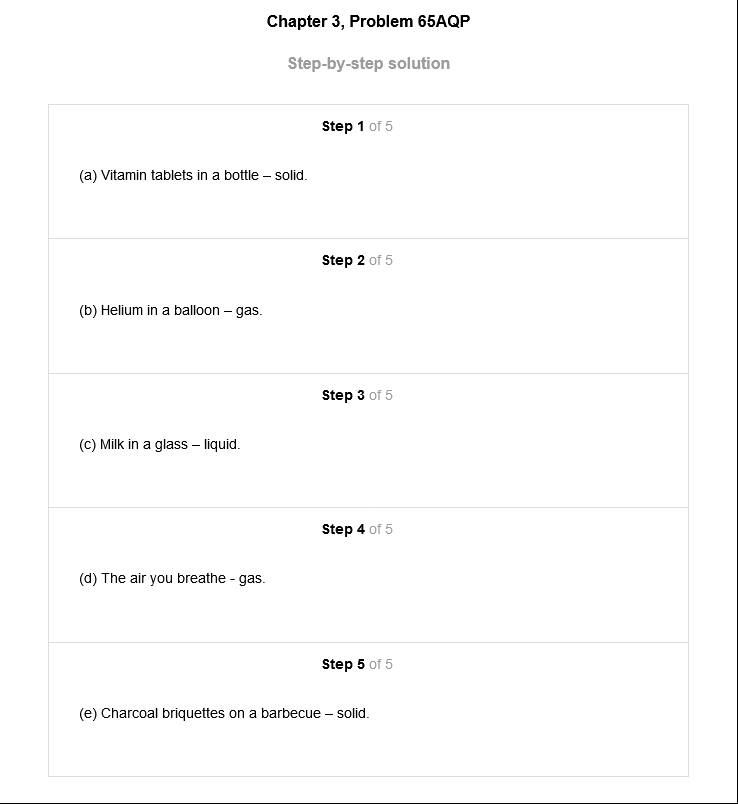 Chapter 3, Problem 65AQP
Step-by-step solution
Step 1 of 5
(a) Vitamin tablets in a bottle – solid.
Step 2 of 5
(b) Helium in a balloon – gas.
Step 3 of 5
(c) Milk in a glass – liquid.
Step 4 of 5
(d) The air you breathe - gas.
Step 5 of 5
(e) Charcoal briquettes on a barbecue – solid.